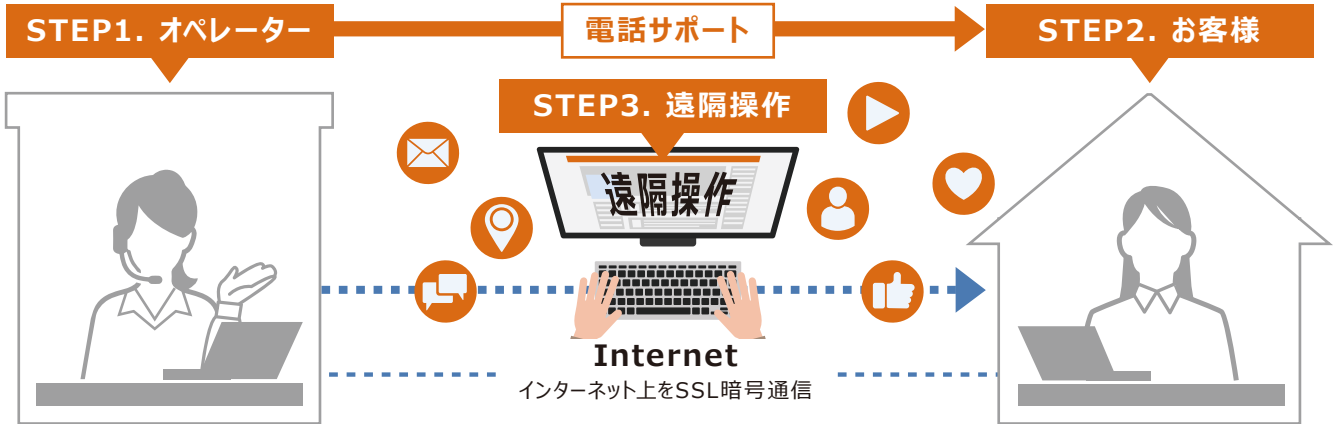 STEP1. オペレーター
電話サポート
STEP2. お客様
STEP3. 遠隔操作
遠隔操作
Internet
インターネット上をSSL暗号通信